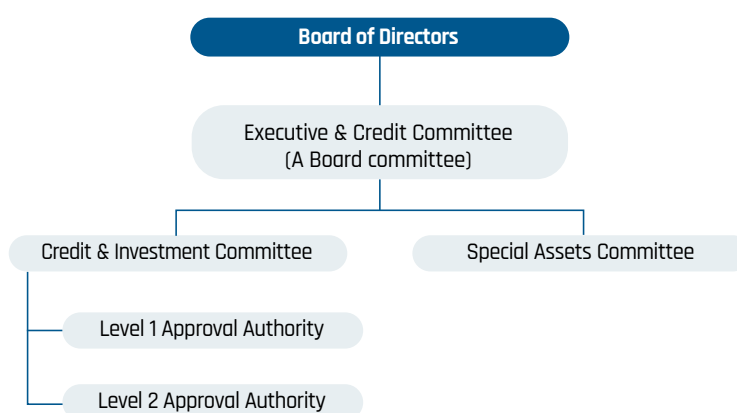 Board of Directors
Executive & Credit Committee
(A Board committee)
Credit & Investment Committee
Special Assets Committee
Level 1 Approval Authority
Level 2 Approval Authority